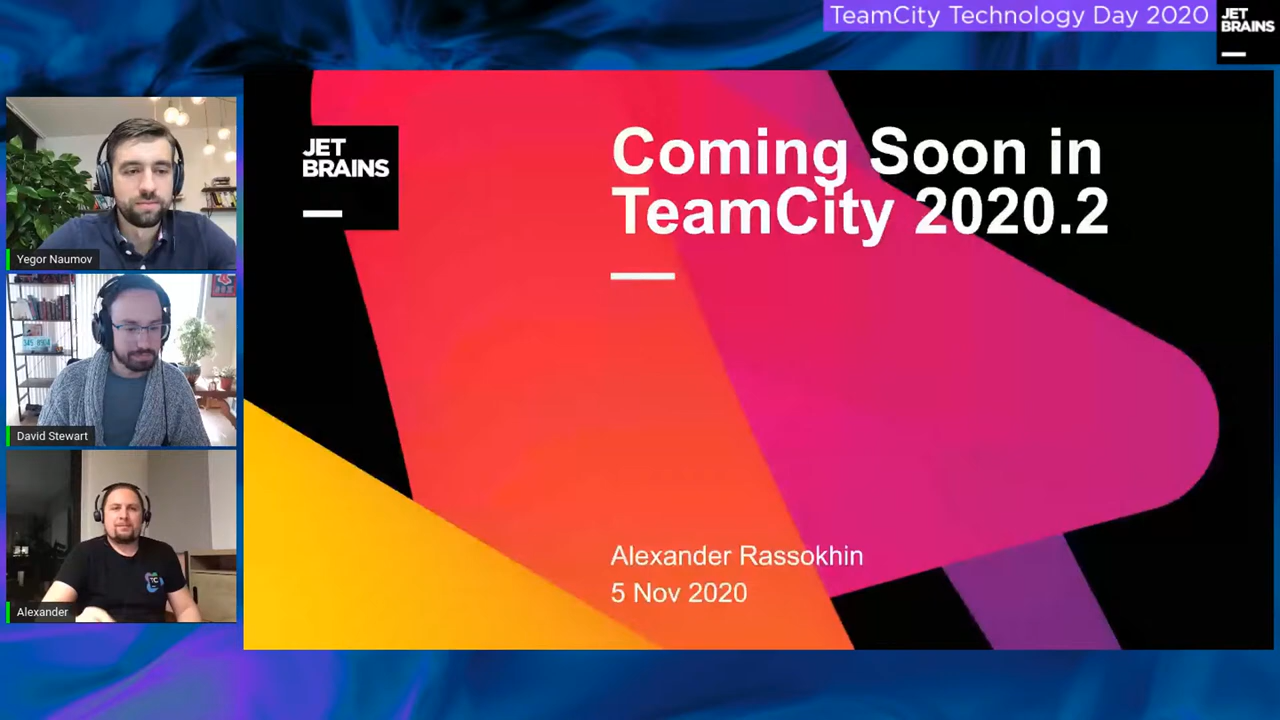 TeamCity Technology Day 2020
JET
BRAINS
JET
BRAINS
Coming Soon in
TeamCity 2020.2
Alexander Rassokhin
5 Nov 2020
Yegor Naumov
David Stewart
Alexander
TC